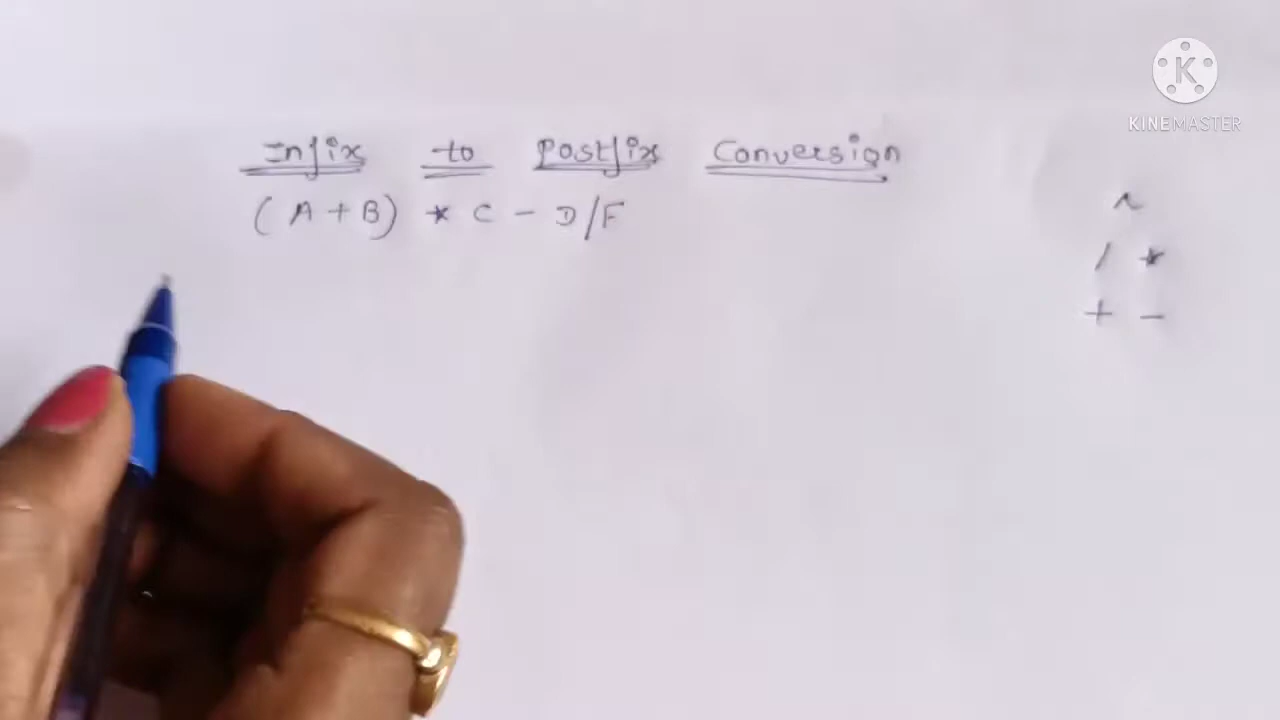 K
KINEMASTER
Infix to Postfix Conversion
(A+B) * C - D/F
^
/ *
+ -